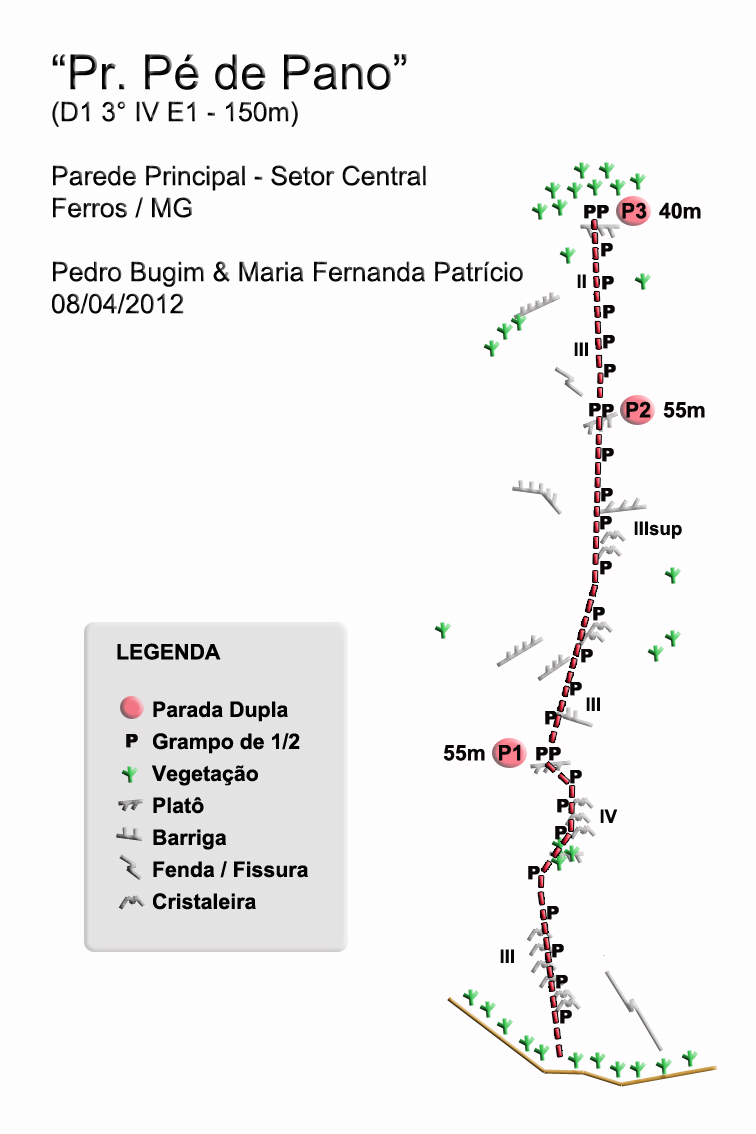 “Pr. Pé de Pano”
(D1 3° IV E1 - 150m)
Parede Principal - Setor Central
Ferros / MG
Pedro Bugim & Maria Fernanda Patrício
08/04/2012
PP P3 40m
P
II P
P
III P
P
PP P2 55m
P
P
P
IIIsup
P
P
P
P
III
P
55m P1 PP
P
P
IV
P
P
P
III P
P
P
LEGENDA
Parada Dupla
P Grampo de 1/2
Vegetação
Platô
Barriga
Fenda / Fissura
Cristaleira